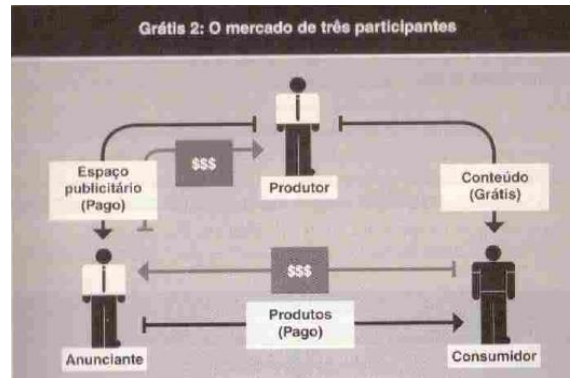 Grátis 2: O mercado de três participantes
Espaço
publicitário
(Pago)
$$$
Produtor
Conteúdo
(Grátis)
$$$
Produtos
(Pago)
Anunciante
Consumidor